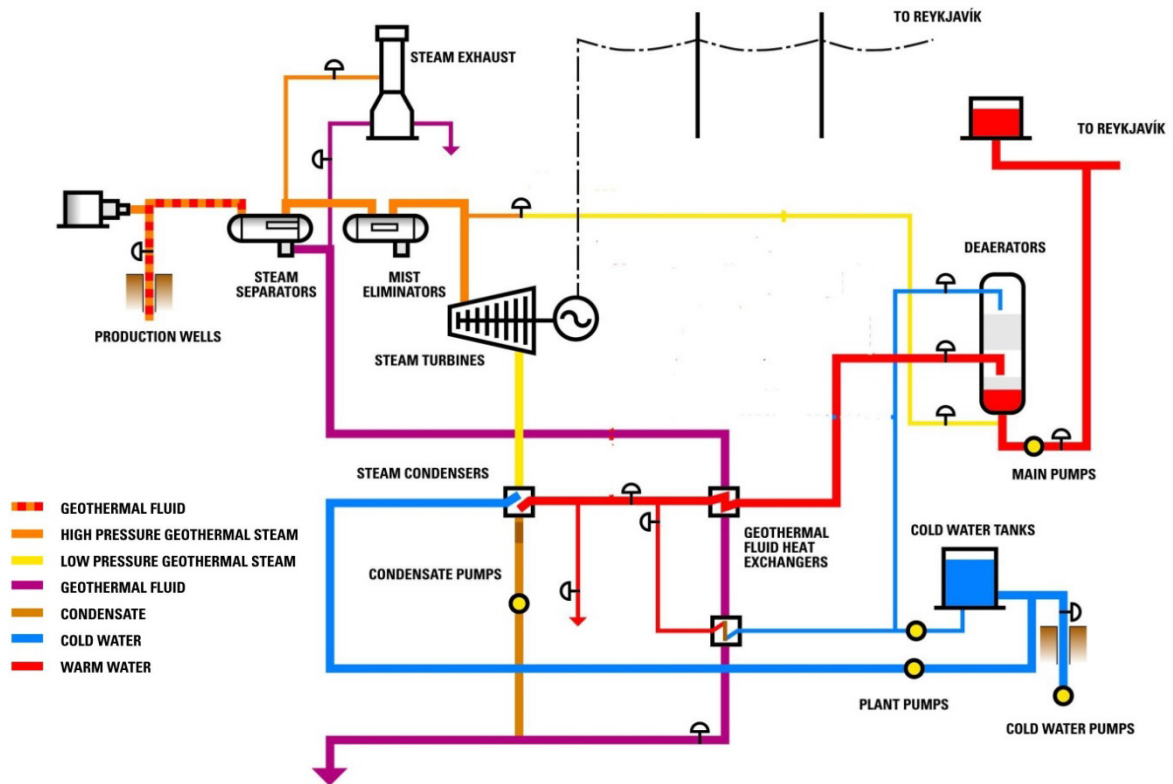 TO REYKJAVÍK
STEAM EXHAUST
TO REYKJAVÍK
DEAERATORS
STEAM
SEPARATORS
MIST
ELIMINATORS
PRODUCTION WELLS
STEAM TURBINES
STEAM CONDENSERS
MAIN PUMPS
GEOTHERMAL
FLUID HEAT
EXCHANGERS
COLD WATER TANKS
CONDENSATE PUMPS
PLANT PUMPS
COLD WATER PUMPS
GEOTHERMAL FLUID
HIGH PRESSURE GEOTHERMAL STEAM
LOW PRESSURE GEOTHERMAL STEAM
GEOTHERMAL FLUID
CONDENSATE
COLD WATER
WARM WATER